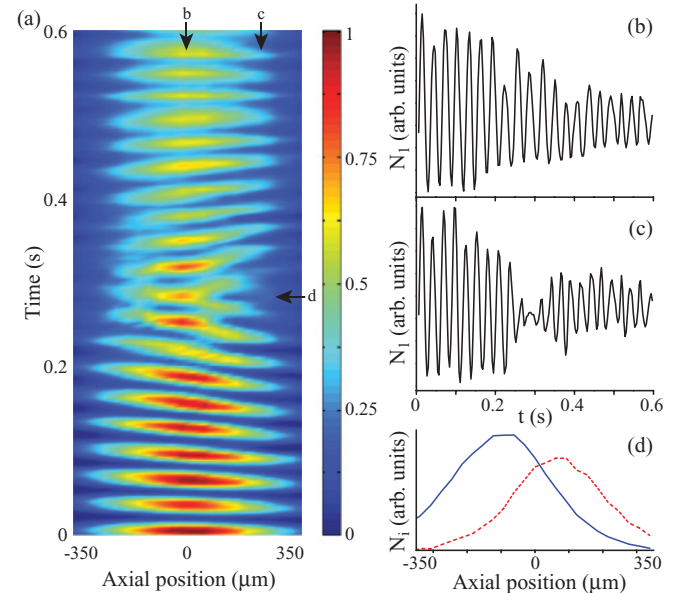 (a)
b
c
0.6
0.4
0.2
0
Time (s)
d
-350
0
350
Axial position (μm)
1
0.75
0.5
0.25
0
(b)
N1 (arb. units)
(c)
N1 (arb. units)
0
0.2
0.4
0.6
t (s)
(d)
Ni (arb. units)
-350
0
350
Axial position (μm)